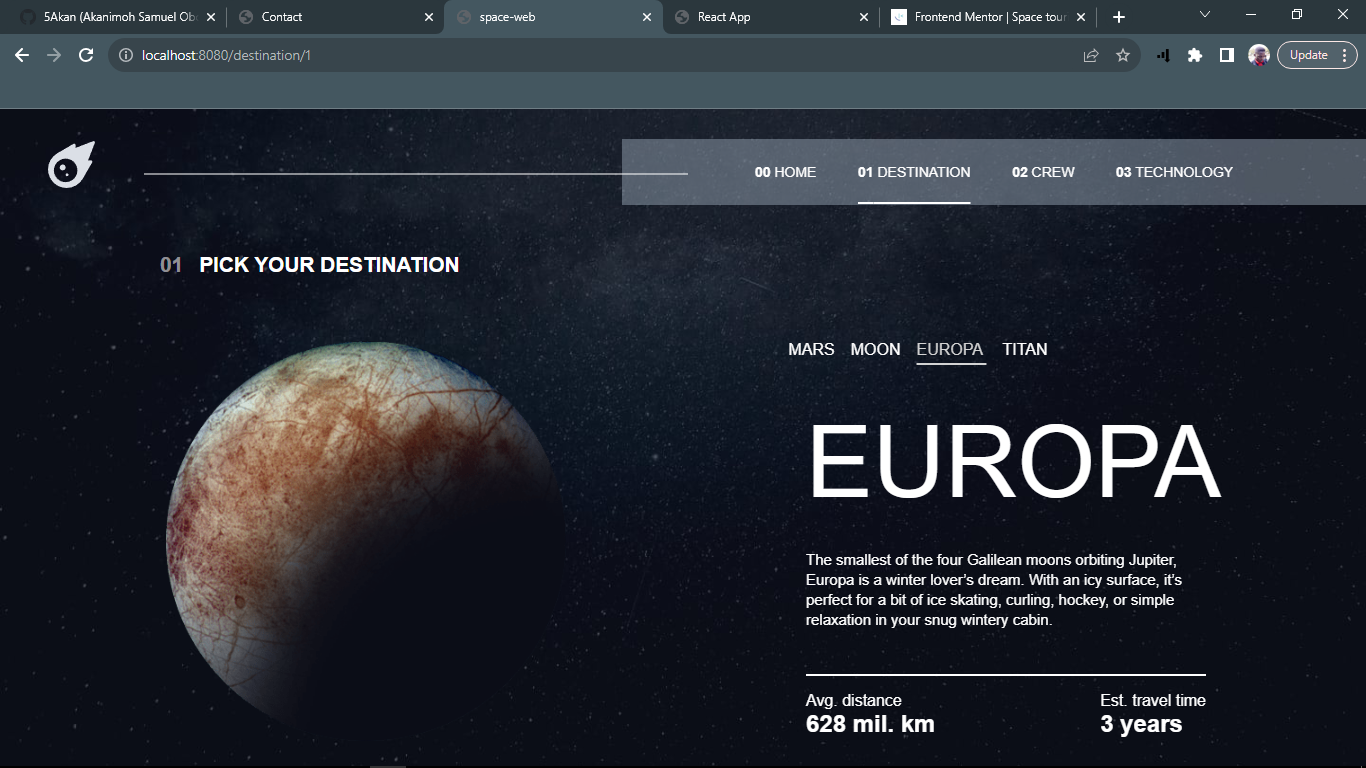 5Akan (Akanimoh Samuel Ob
Contact
space-web
React App
Frontend Mentor | Space tour
localhost:8080/destination/1
Update
00 HOME
01 DESTINATION
02 CREW
03 TECHNOLOGY
01 PICK YOUR DESTINATION
MARS MOON EUROPA TITAN
EUROPA
The smallest of the four Galilean moons orbiting Jupiter,
Europa is a winter lover’s dream. With an icy surface, it’s
perfect for a bit of ice skating, curling, hockey, or simple
relaxation in your snug wintery cabin.
Avg. distance
628 mil. km
Est. travel time
3 years